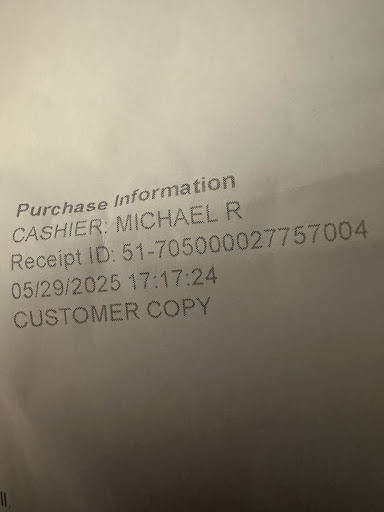 Purchase Information
CASHIER: MICHAEL R
Receipt ID: 51-705000027757004
05/29/2025 17:17:24
CUSTOMER COPY